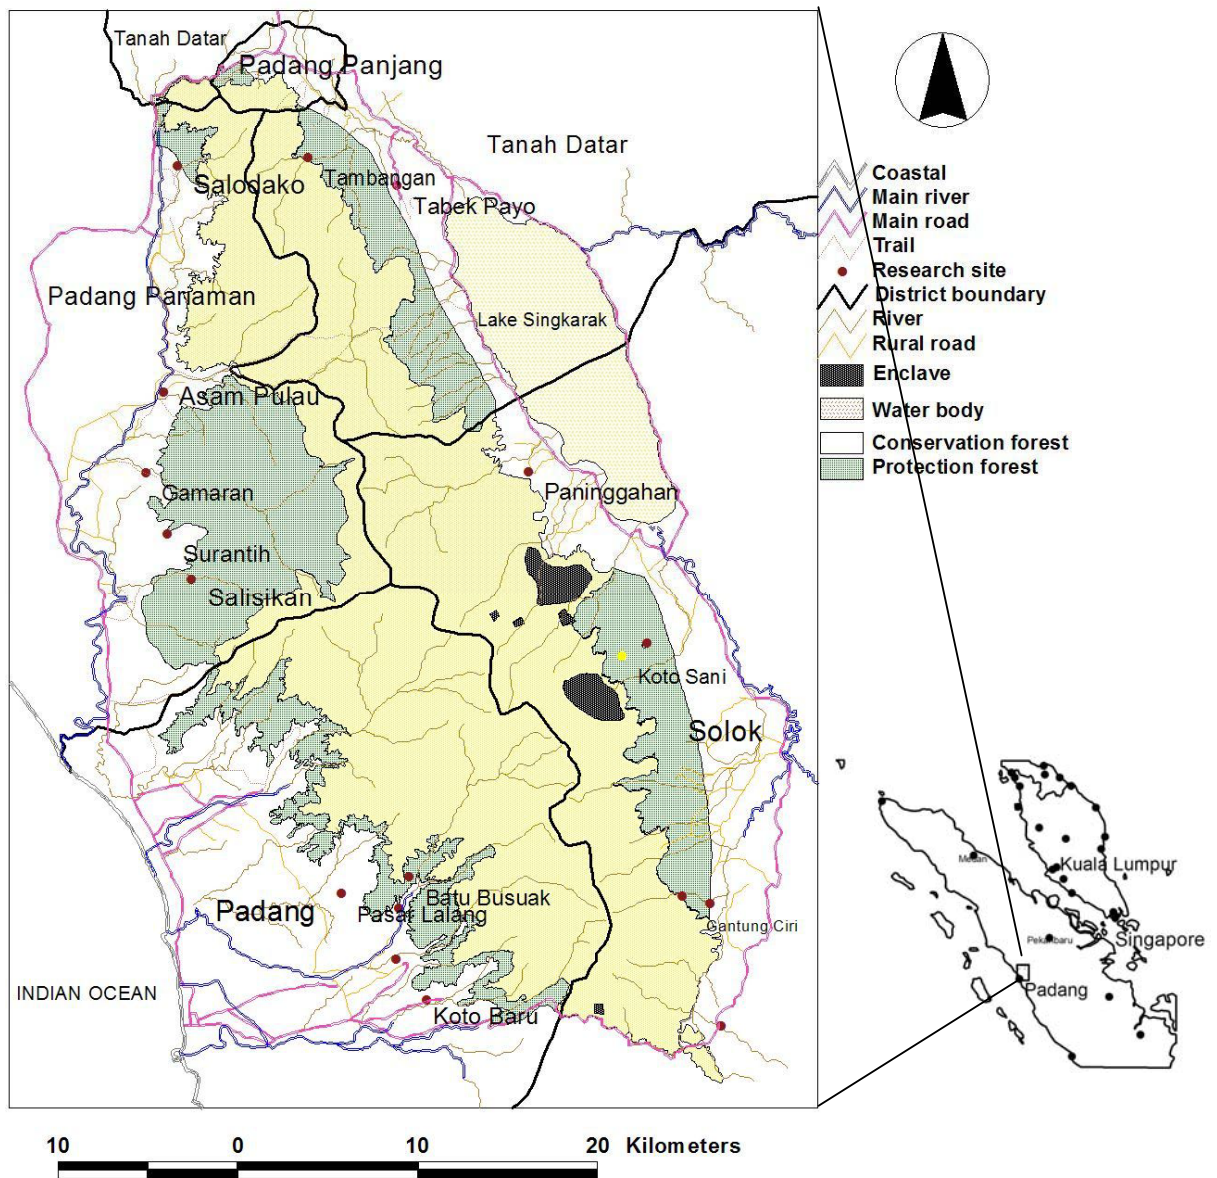 Tanah Datar
Padang Panjang
Tanah Datar
Tambangan
Salodako
Tabek Payo
Padang Panaman
Lake Singkarak
Asam Pulau
Gamaran
Paninggahan
Surantih
Salisikan
Koto Sani
Solok
Batu Busuak
Padang
Pasar Lalang
Gantung Ciri
INDIAN OCEAN
Koto Baru
Coastal
Main river
Main road
Trail
Research site
District boundary
River
Rural road
Enclave
Water body
Conservation forest
Protection forest
Medan
Kuala Lumpur
Pekanbaru
Singapore
Padang
10 0 10 20 Kilometers